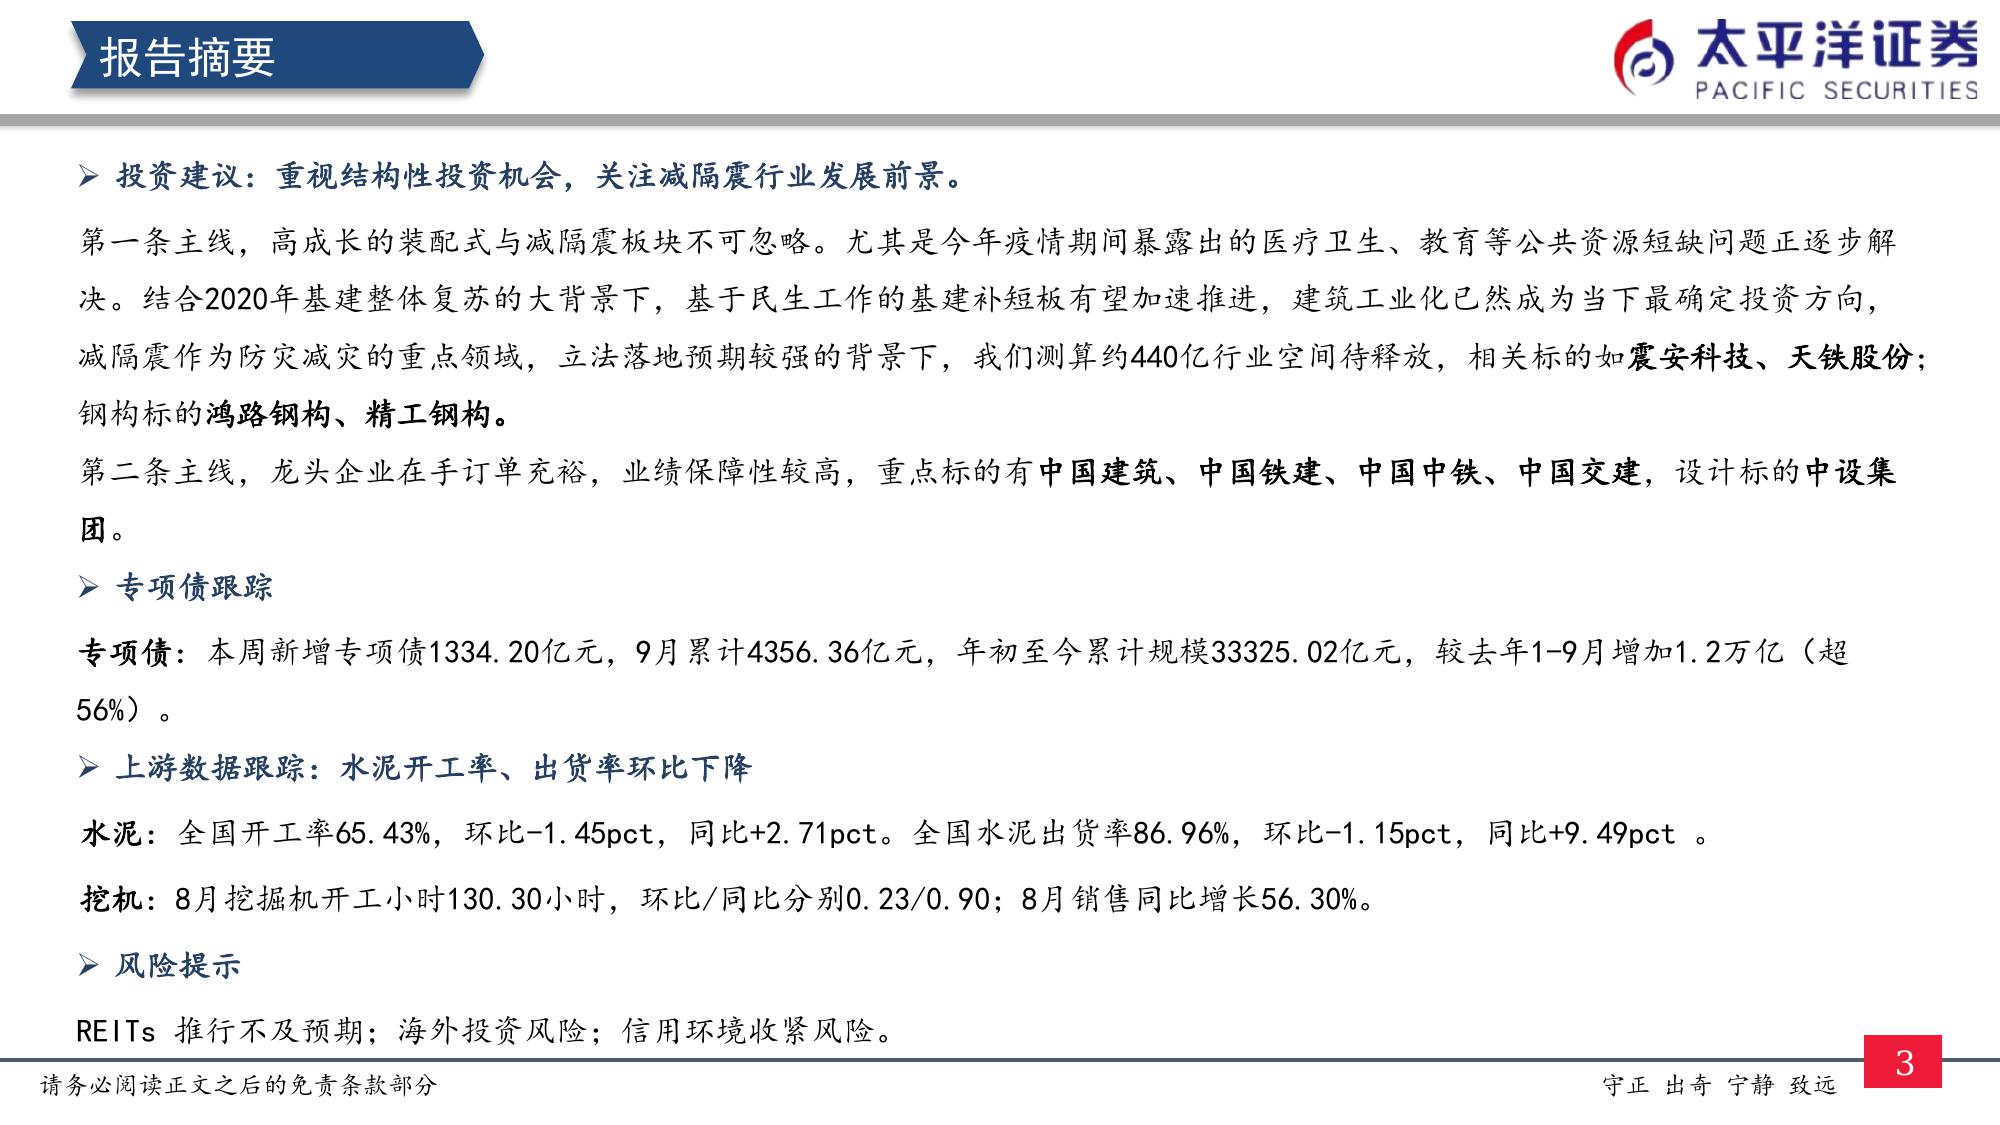 报告摘要
太平洋证券
PACIFIC SECURITIES
➢ 投资建议：重视结构性投资机会，关注减隔震行业发展前景。
第一条主线，高成长的装配式与减隔震板块不可忽略。尤其是今年疫情期间暴露出的医疗卫生、教育等公共资源短缺问题正逐步解
决。结合2020年基建整体复苏的大背景下，基于民生工作的基建补短板有望加速推进，建筑工业化已然成为当下最确定投资方向，
减隔震作为防灾减灾的重点领域，立法落地预期较强的背景下，我们测算约440亿行业空间待释放，相关标的如震安科技、天铁股份；
钢构标的鸿路钢构、精工钢构。
第二条主线，龙头企业在手订单充裕，业绩保障性较高，重点标的有中国建筑、中国铁建、中国中铁、中国交建，设计标的中设集
团。
➢ 专项债跟踪
专项债：本周新增专项债1334.20亿元，9月累计4356.36亿元，年初至今累计规模33325.02亿元，较去年1-9月增加1.2万亿（超
56%）。
➢ 上游数据跟踪：水泥开工率、出货率环比下降
水泥：全国开工率65.43%，环比-1.45pct，同比+2.71pct。全国水泥出货率86.96%，环比-1.15pct，同比+9.49pct 。
挖机：8月挖掘机开工小时130.30小时，环比/同比分别0.23/0.90；8月销售同比增长56.30%。
➢ 风险提示
REITs 推行不及预期；海外投资风险；信用环境收紧风险。
请务必阅读正文之后的免责条款部分
守正 出奇 宁静 致远
3